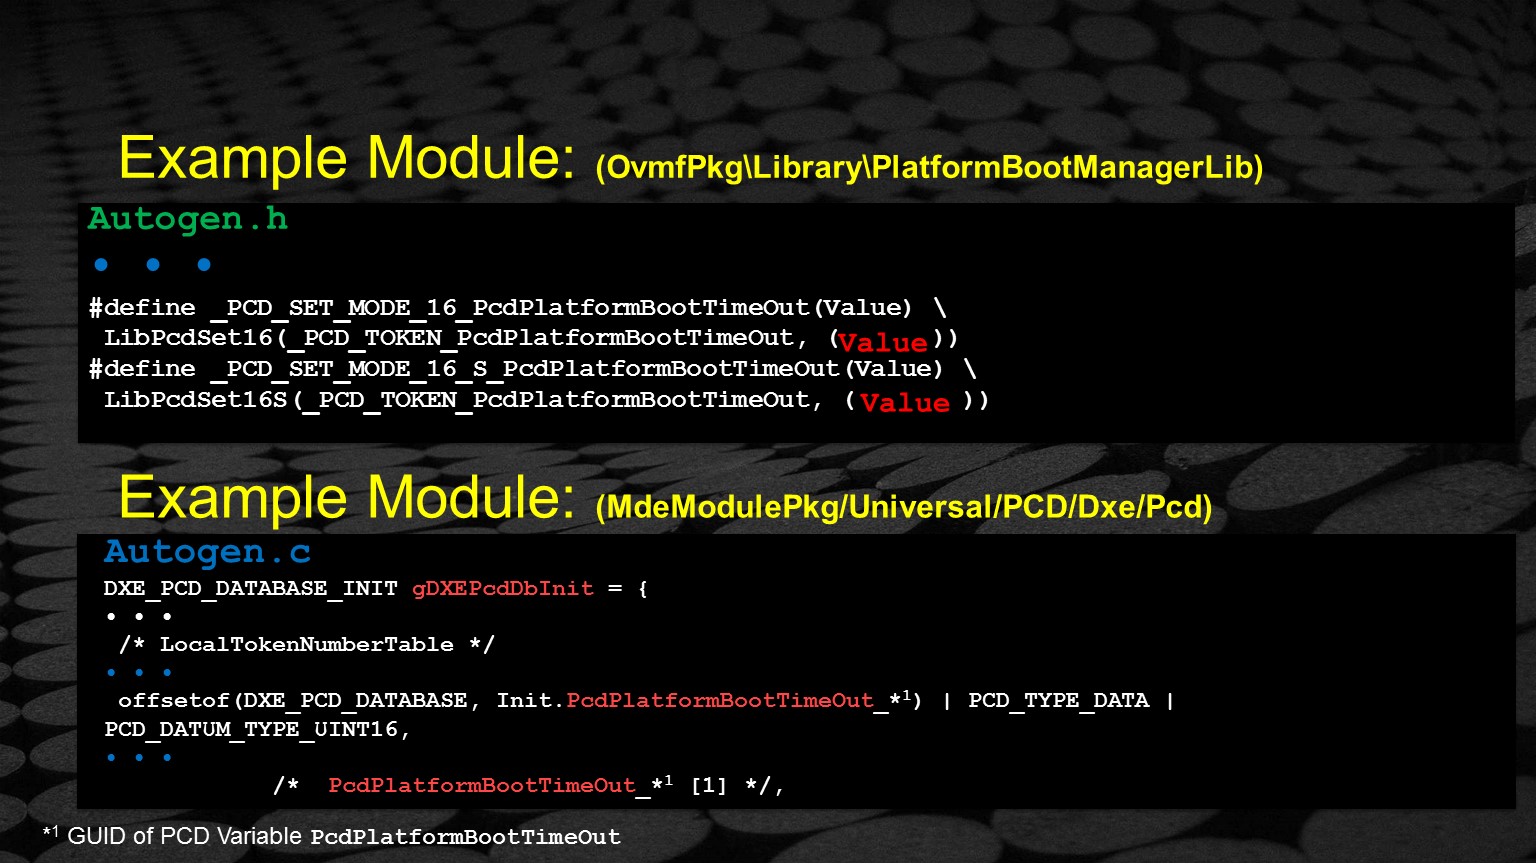 Example Module: (OvmfPkg\Library\PlatformBootManagerLib)
Autogen.h
• • •
#define _PCD_SET_MODE_16_PcdPlatformBootTimeOut(Value) \
LibPcdSet16(_PCD_TOKEN_PcdPlatformBootTimeOut, (Value))
#define _PCD_SET_MODE_16_S_PcdPlatformBootTimeOut(Value) \
LibPcdSet16S(_PCD_TOKEN_PcdPlatformBootTimeOut, (Value))
Example Module: (MdeModulePkg/Universal/PCD/Dxe/Pcd)
Autogen.c
DXE_PCD_DATABASE_INIT gDXEPcdDbInit = {
• • •
/* LocalTokenNumberTable */
• • •
offsetof(DXE_PCD_DATABASE, Init.PcdPlatformBootTimeOut_*¹) | PCD_TYPE_DATA |
PCD_DATUM_TYPE_UINT16,
• • •
/* PcdPlatformBootTimeOut_*¹ [1] */,
*¹ GUID of PCD Variable PcdPlatformBootTimeOut